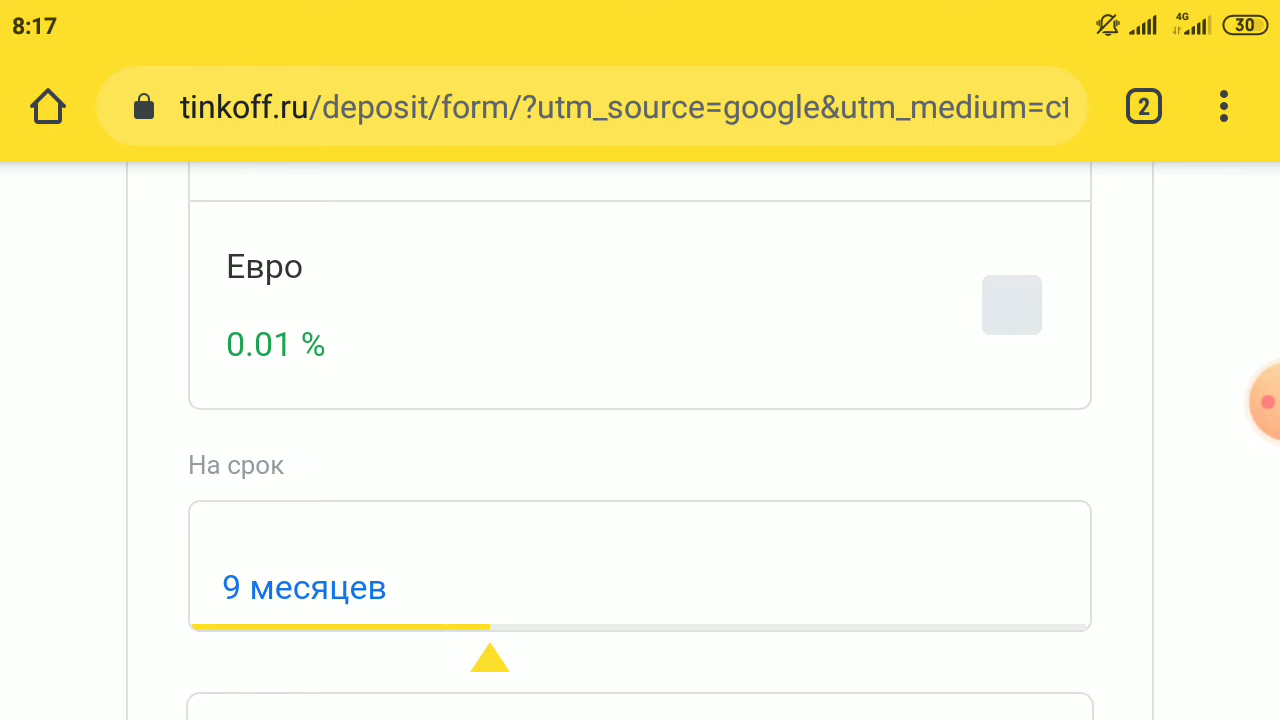 8:17
4G
30
tinkoff.ru/deposit/form/?utm_source=google&utm_medium=ct
2
Евро
0.01 %
На срок
9 месяцев